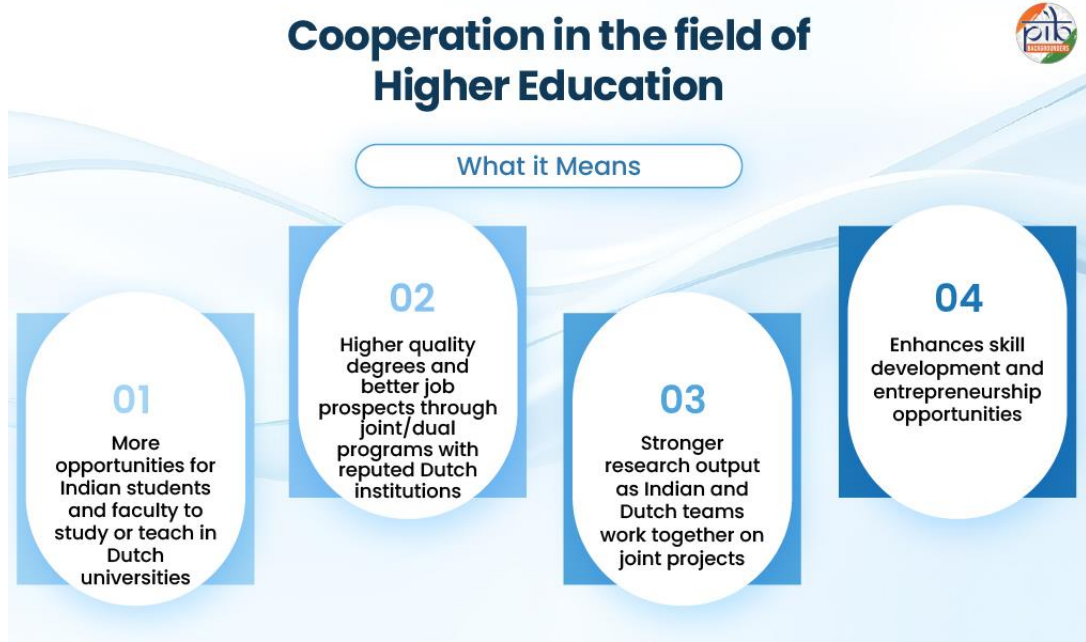 Cooperation in the field of
Higher Education
pib
BACKGROUNDERS
What it Means
01
More
opportunities for
Indian students
and faculty to
study or teach in
Dutch
universities
02
Higher quality
degrees and
better job
prospects through
joint/dual
programs with
reputed Dutch
institutions
03
Stronger
research output
as Indian and
Dutch teams
work together on
joint projects
04
Enhances skill
development and
entrepreneurship
opportunities